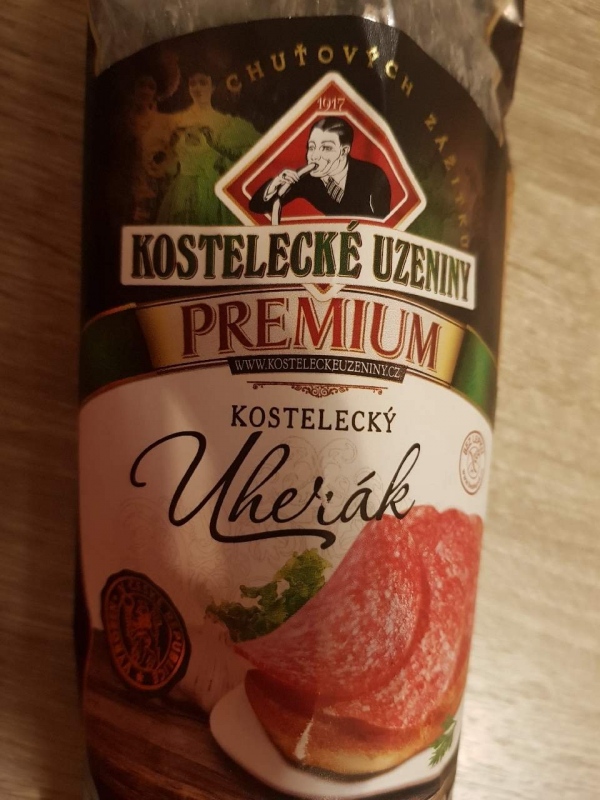 CHUŤOVÝCH ZÁŽITKŮ
1917
KOSTELECKÉ UZENINY
PREMIUM
WWW.KOSTELECKEUZENINY.CZ
KOSTELECKÝ
Uherák